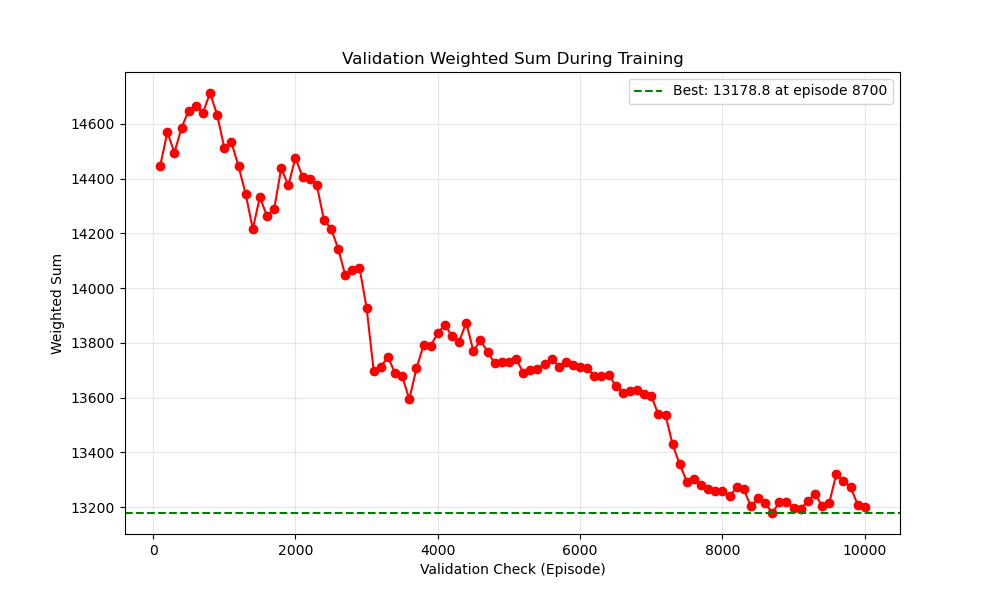 Validation Weighted Sum During Training
Best: 13178.8 at episode 8700
Weighted Sum
14600
14400
14200
14000
13800
13600
13400
13200
0 2000 4000 6000 8000 10000
Validation Check (Episode)